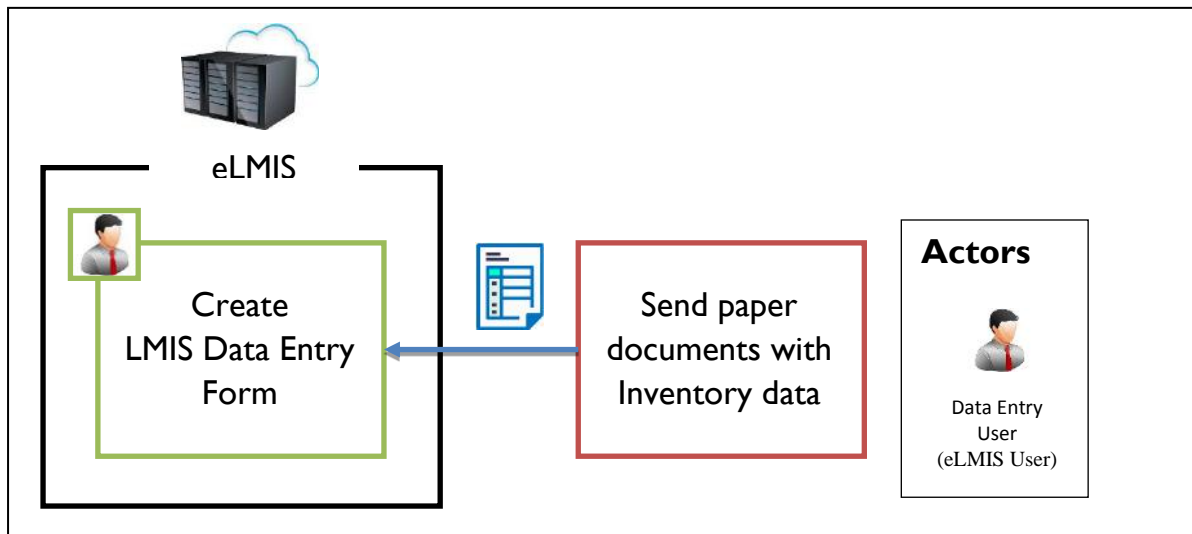 eLMIS
Create
LMIS Data Entry
Form
Send paper
documents with
Inventory data
Actors
Data Entry
User
(eLMIS User)